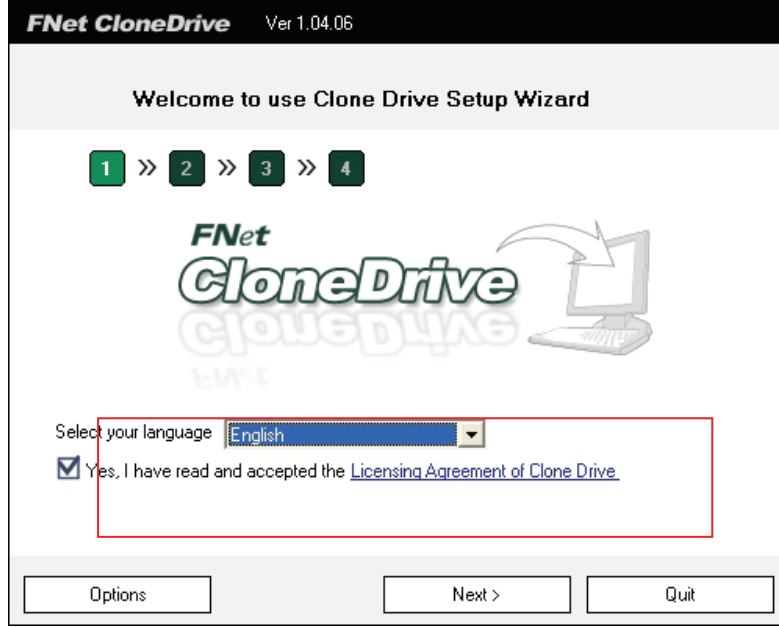 FNet CloneDrive Ver 1.04.06
Welcome to use Clone Drive Setup Wizard
1 » 2 » 3 » 4
FNet
CloneDrive
Select your language English
Yes, I have read and accepted the Licensing Agreement of Clone Drive
Options Next > Quit